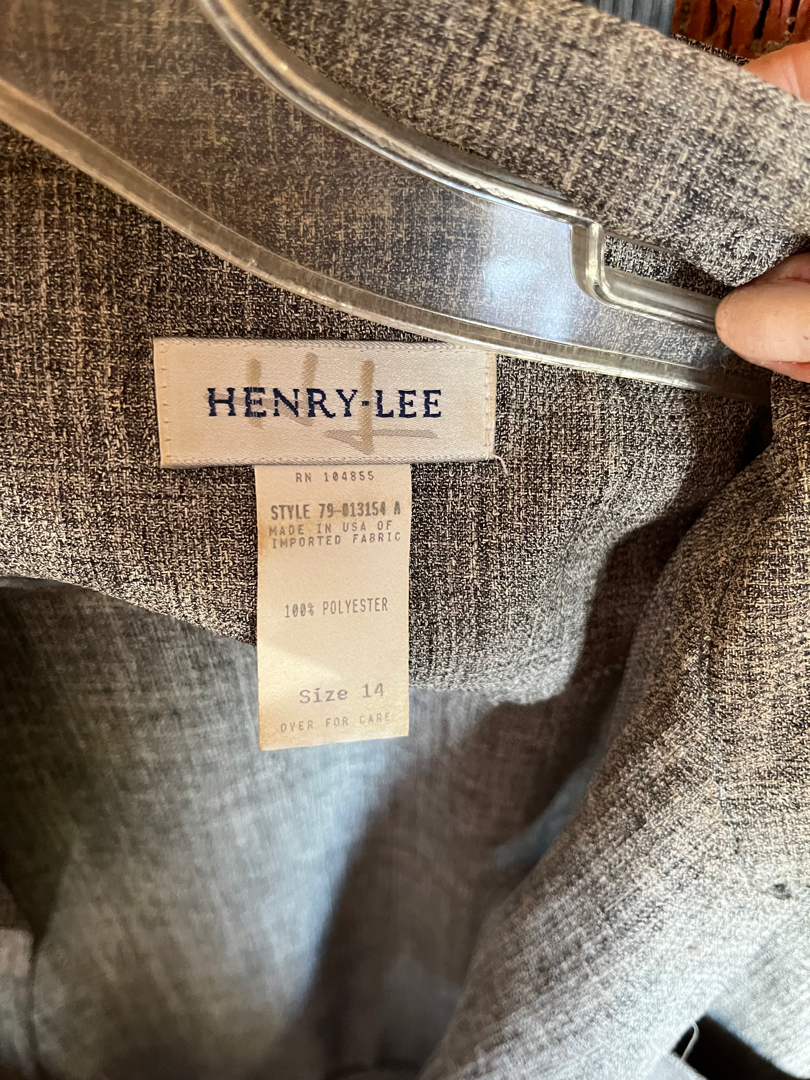 HENRY-LEE
RN 104855
STYLE 79-013154 A
MADE IN USA OF
IMPORTED FABRIC
100% POLYESTER
Size 14
OVER FOR CARE